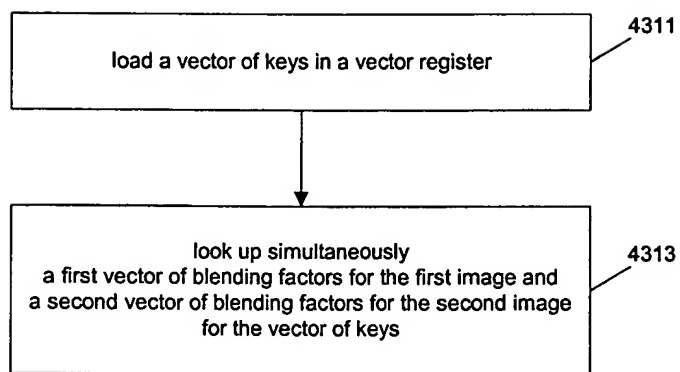 4311
load a vector of keys in a vector register
look up simultaneously
a first vector of blending factors for the first image and
a second vector of blending factors for the second image
for the vector of keys
4313